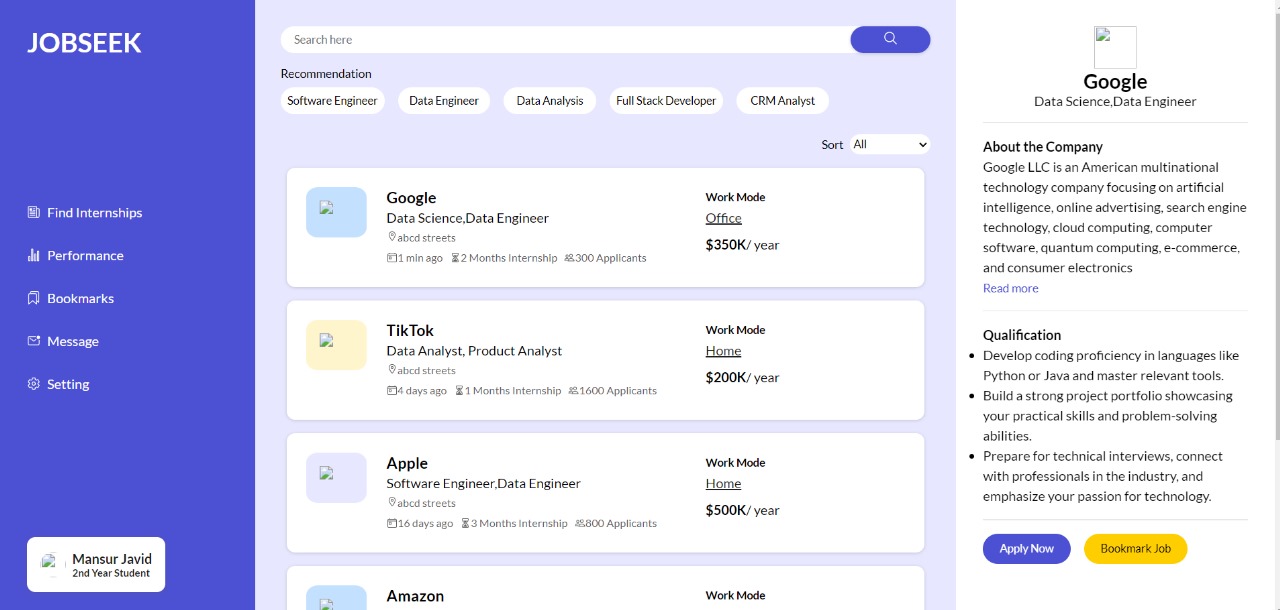 JOBSEEK
Find Internships
Performance
Bookmarks
Message
Setting
Mansur Javid
2nd Year Student
Search here
Recommendation
Software Engineer
Data Engineer
Data Analysis
Full Stack Developer
CRM Analyst
Sort All
Google
Data Science,Data Engineer
abcd streets
1 min ago 2 Months Internship 300 Applicants
Work Mode
Office
$350K/ year
TikTok
Data Analyst, Product Analyst
abcd streets
4 days ago 1 Months Internship 1600 Applicants
Work Mode
Home
$200K/ year
Apple
Software Engineer,Data Engineer
abcd streets
16 days ago 3 Months Internship 800 Applicants
Work Mode
Home
$500K/ year
Amazon
Work Mode
Google
Data Science,Data Engineer
About the Company
Google LLC is an American multinational
technology company focusing on artificial
intelligence, online advertising, search engine
technology, cloud computing, computer
software, quantum computing, e-commerce,
and consumer electronics
Read more
Qualification
Develop coding proficiency in languages like
Python or Java and master relevant tools.
Build a strong project portfolio showcasing
your practical skills and problem-solving
abilities.
Prepare for technical interviews, connect
with professionals in the industry, and
emphasize your passion for technology.
Apply Now
Bookmark Job